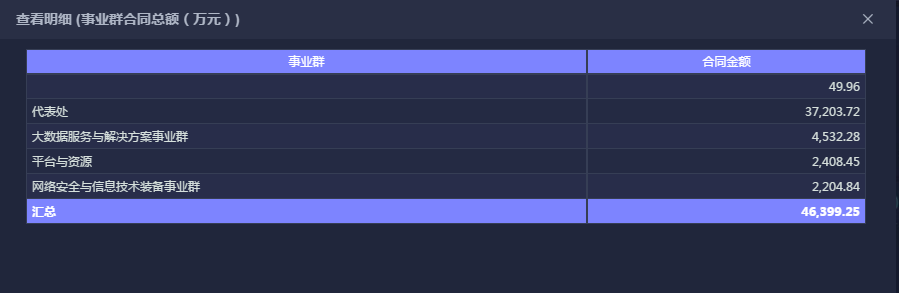 查看明细 (事业群合同总额（万元）)
事业群 合同金额
49.96
代表处 37,203.72
大数据服务与解决方案事业群 4,532.28
平台与资源 2,408.45
网络安全与信息技术装备事业群 2,204.84
汇总 46,399.25